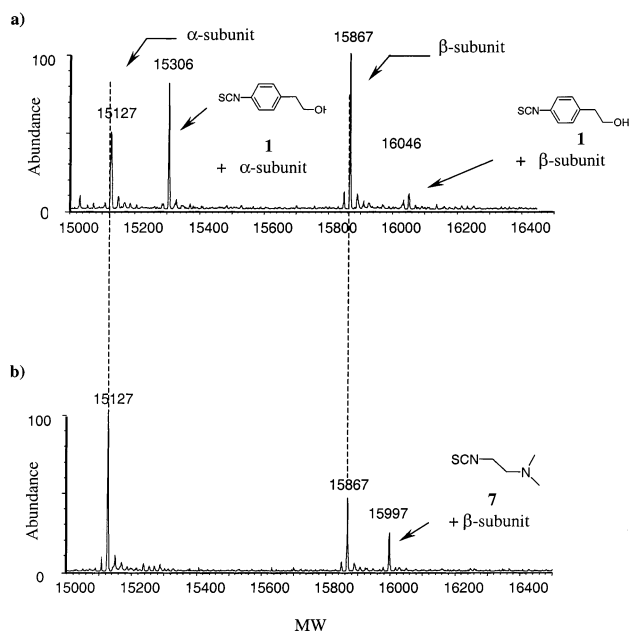 a)
α-subunit
β-subunit
15867
15306
15127
16046
SCN
OH
1
+ α-subunit
SCN
OH
1
+ β-subunit
Abundance
100
0
15000 15200 15400 15600 15800 16000 16200 16400
b)
15127
15867
15997
SCN
N
7
+ β-subunit
Abundance
100
0
15000 15200 15400 15600 15800 16000 16200 16400
MW